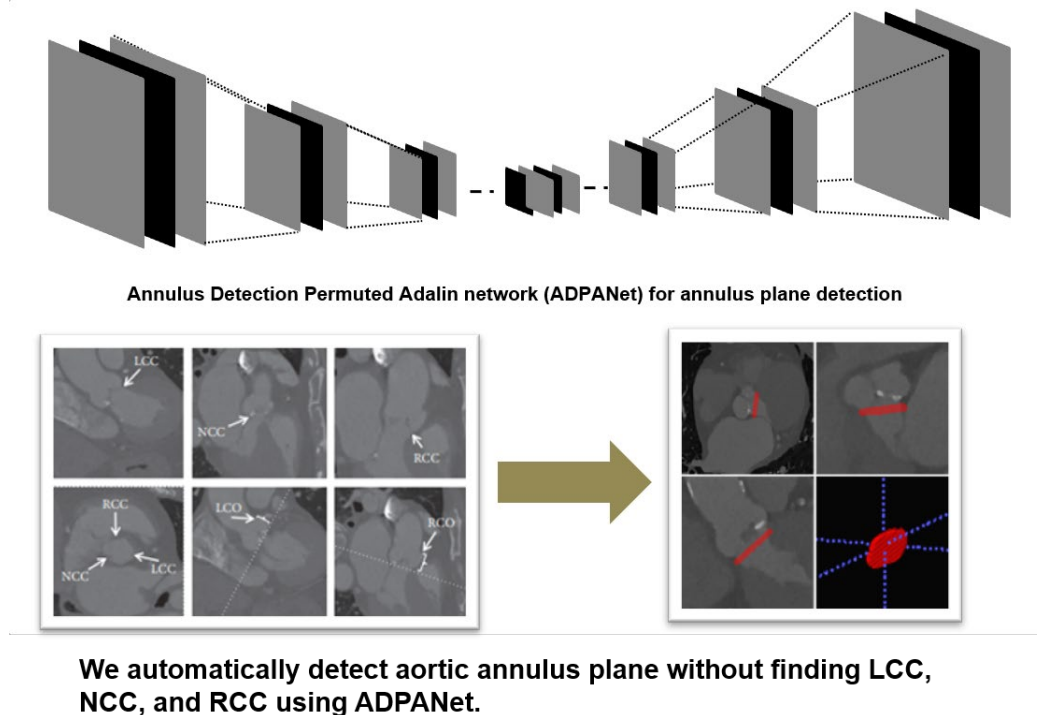 Annulus Detection Permuted Adalin network (ADPANet) for annulus plane detection
LCC
NCC
RCC
RCC
NCC
LCC
LCO
RCO
We automatically detect aortic annulus plane without finding LCC,
NCC, and RCC using ADPANet.